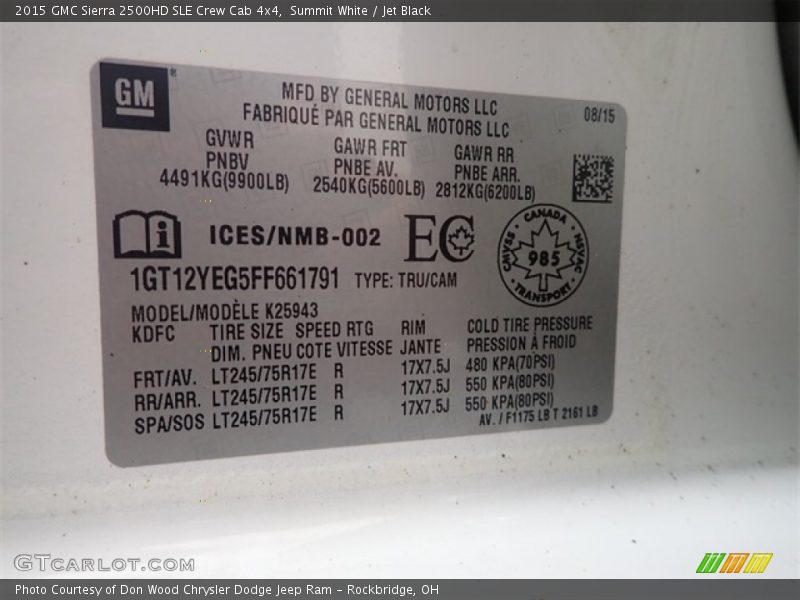 2015 GMC Sierra 2500HD SLE Crew Cab 4x4, Summit White / Jet Black
GM
MFD BY GENERAL MOTORS LLC
FABRIQUÉ PAR GENERAL MOTORS LLC
08/15
GVWR GAWR FRT GAWR RR
PNBV PNBE AV. PNBE ARR.
4491KG(9900LB) 2540KG(5600LB) 2812KG(6200LB)
i ICES/NMB-002 EC
CANADA
CMVSS 985 NSVAC
TRANSPORT
1GT12YEG5FF661791 TYPE: TRU/CAM
MODEL/MODÈLE K25943
KDFC TIRE SIZE SPEED RTG RIM COLD TIRE PRESSURE
DIM. PNEU COTE VITESSE JANTE PRESSION À FROID
FRT/AV. LT245/75R17E R 17X7.5J 480 KPA(70PSI)
RR/ARR. LT245/75R17E R 17X7.5J 550 KPA(80PSI)
SPA/SOS LT245/75R17E R 17X7.5J 550 KPA(80PSI)
AV. / F1175 LB T 2161 LB
GTCARLOT.COM
Photo Courtesy of Don Wood Chrysler Dodge Jeep Ram – Rockbridge, OH